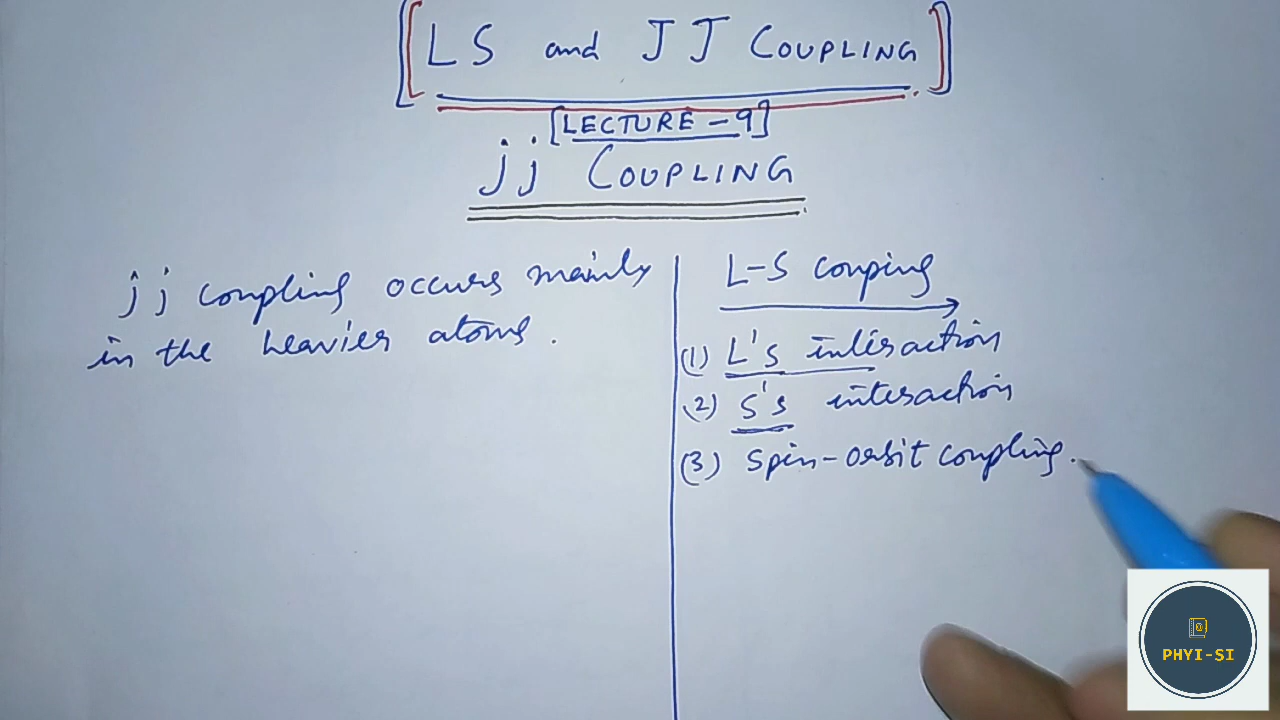 [LS and JJ COUPLING]
[LECTURE-9]
jj COUPLING
jj coupling occurs mainly
in the heavier atoms.
L-S couping
(1) L's interaction
(2) S's interaction
(3) spin-orbit coupling.
PHYI-SI